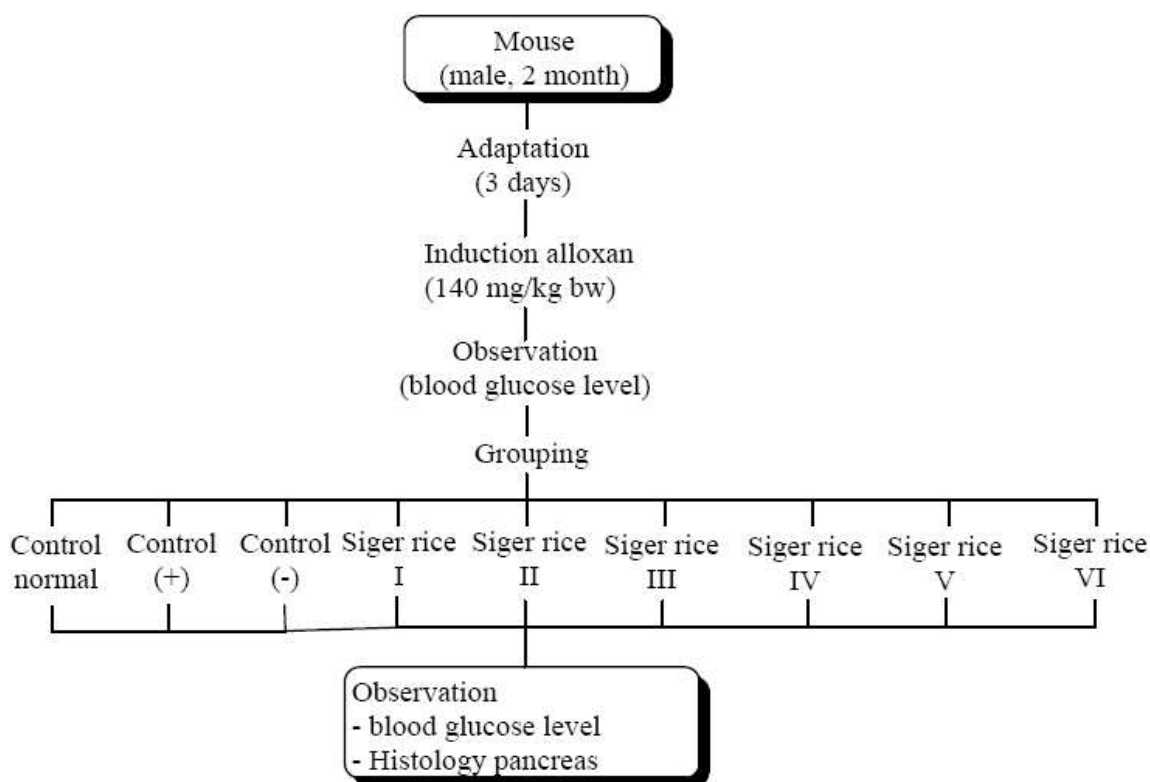 Mouse
(male, 2 month)
Adaptation
(3 days)
Induction alloxan
(140 mg/kg bw)
Observation
(blood glucose level)
Grouping
Control normal
Control (+)
Control (-)
Siger rice I
Siger rice II
Siger rice III
Siger rice IV
Siger rice V
Siger rice VI
Observation
- blood glucose level
- Histology pancreas